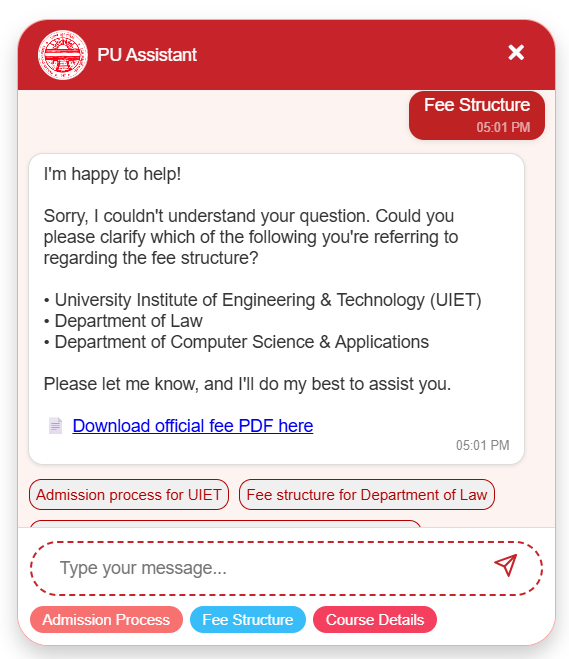 PU Assistant
Fee Structure
05:01 PM
I'm happy to help!
Sorry, I couldn't understand your question. Could you
please clarify which of the following you're referring to
regarding the fee structure?
• University Institute of Engineering & Technology (UIET)
• Department of Law
• Department of Computer Science & Applications
Please let me know, and I'll do my best to assist you.
Download official fee PDF here
05:01 PM
Admission process for UIET
Fee structure for Department of Law
Type your message...
Admission Process
Fee Structure
Course Details